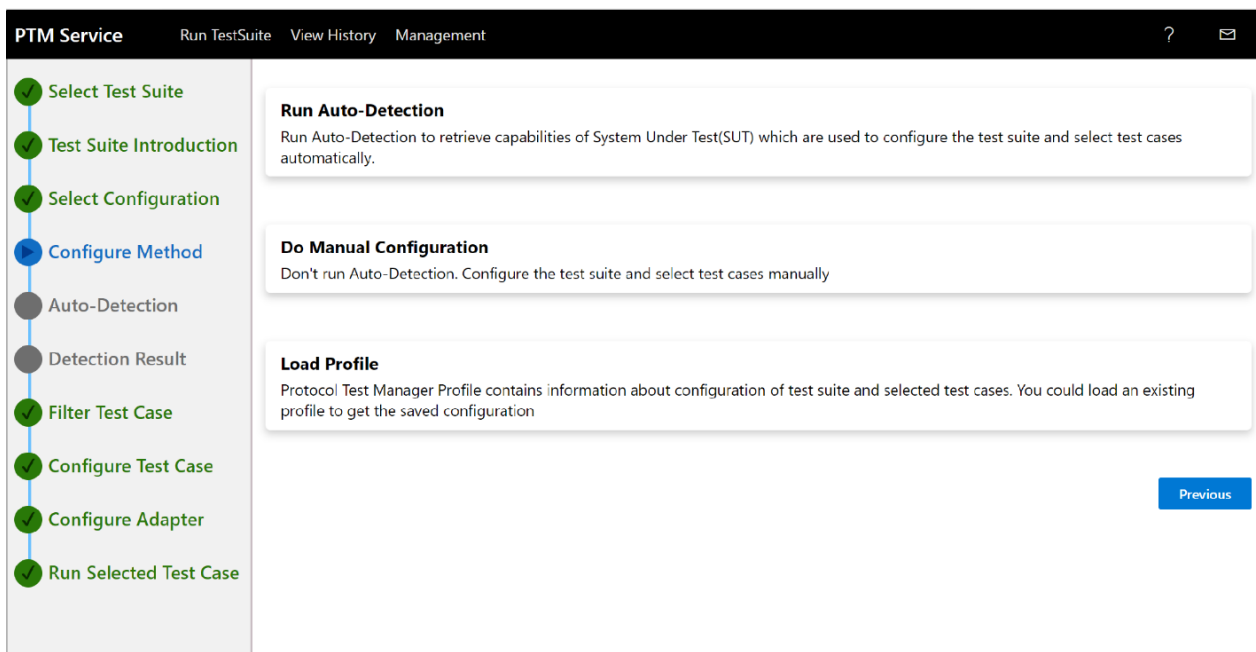 PTM Service Run TestSuite View History Management ?
Select Test Suite
Test Suite Introduction
Select Configuration
Configure Method
Auto-Detection
Detection Result
Filter Test Case
Configure Test Case
Configure Adapter
Run Selected Test Case
Run Auto-Detection
Run Auto-Detection to retrieve capabilities of System Under Test(SUT) which are used to configure the test suite and select test cases
automatically.
Do Manual Configuration
Don't run Auto-Detection. Configure the test suite and select test cases manually
Load Profile
Protocol Test Manager Profile contains information about configuration of test suite and selected test cases. You could load an existing
profile to get the saved configuration
Previous